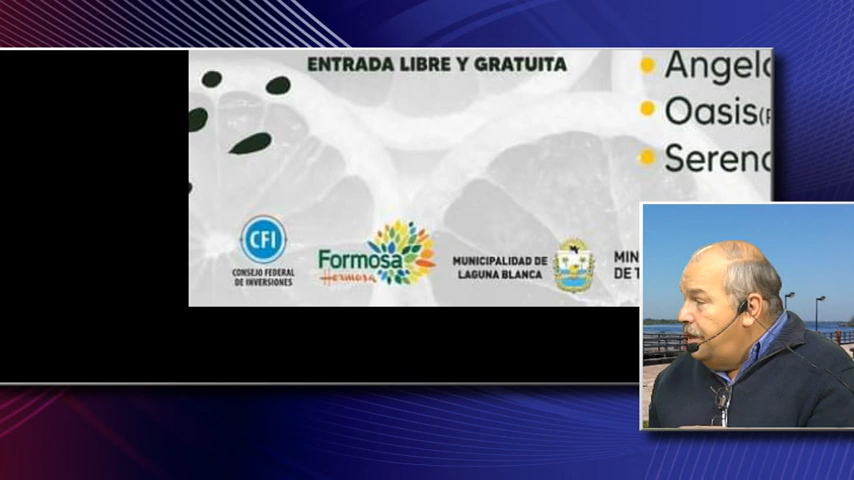 ENTRADA LIBRE Y GRATUITA
Angel
Oasis
Seren
CFI
CONSEJO FEDERAL
DE INVERSIONES
Formosa
Hermosa
MUNICIPALIDAD DE
LAGUNA BLANCA
MIN
DE T